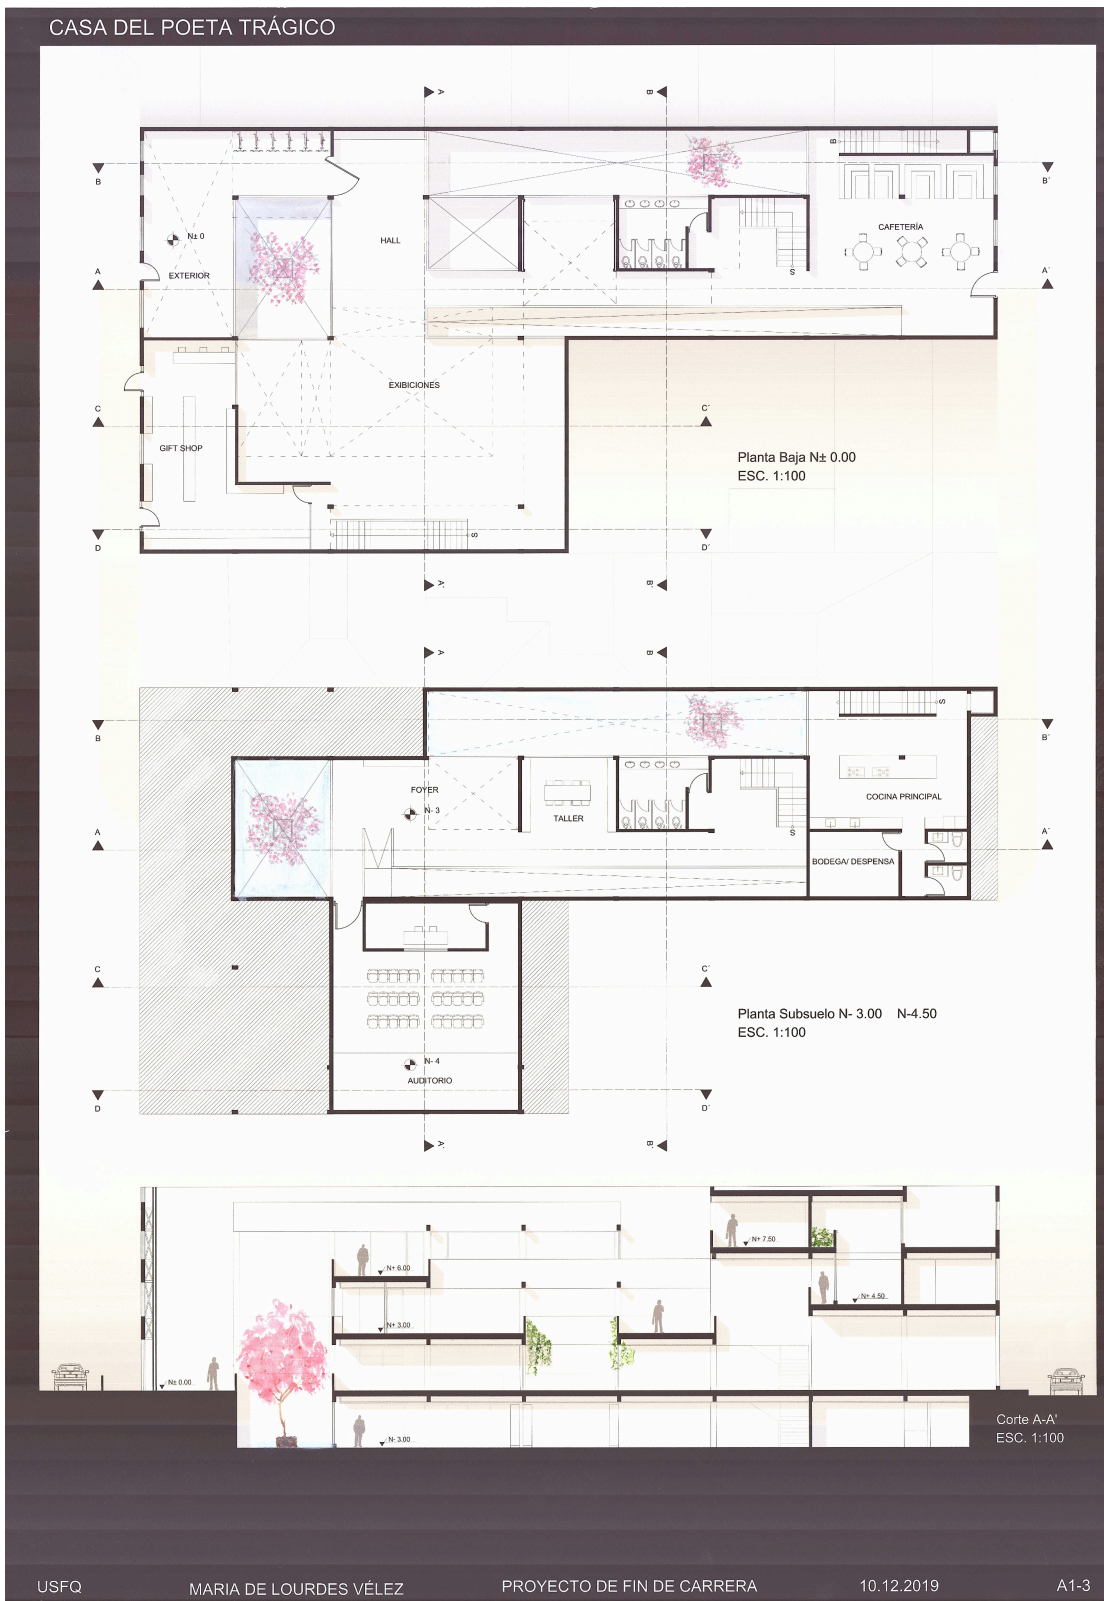 CASA DEL POETA TRÁGICO
A
B
B
B´
B
CAFETERÍA
HALL
N± 0
EXTERIOR
A
A´
S
EXIBICIONES
C
C´
GIFT SHOP
Planta Baja N± 0.00
ESC. 1:100
S
D
D´
A´
B´
A
B
S
B
B´
FOYER
COCINA PRINCIPAL
N- 3
TALLER
S
A
A´
BODEGA/ DESPENSA
C
C´
Planta Subsuelo N- 3.00 N-4.50
ESC. 1:100
N- 4
AUDITORIO
D
D´
A´
B´
N+ 7.50
N+ 6.00
N+ 4.50
N+ 3.00
N± 0.00
Corte A-A'
ESC. 1:100
N- 3.00
USFQ
MARIA DE LOURDES VÉLEZ
PROYECTO DE FIN DE CARRERA
10.12.2019
A1-3